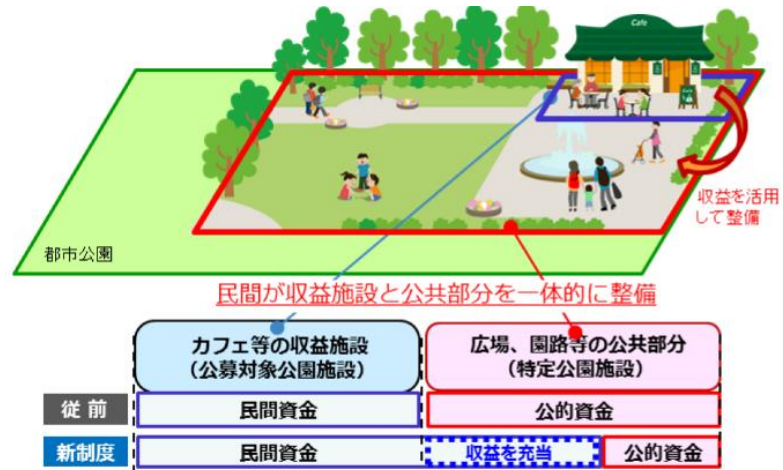 Cafe
収益を活用
して整備
都市公園
民間が収益施設と公共部分を一体的に整備
カフェ等の収益施設
(公募対象公園施設)
広場、園路等の公共部分
(特定公園施設)
従前
民間資金
公的資金
新制度
民間資金
収益を充当
公的資金